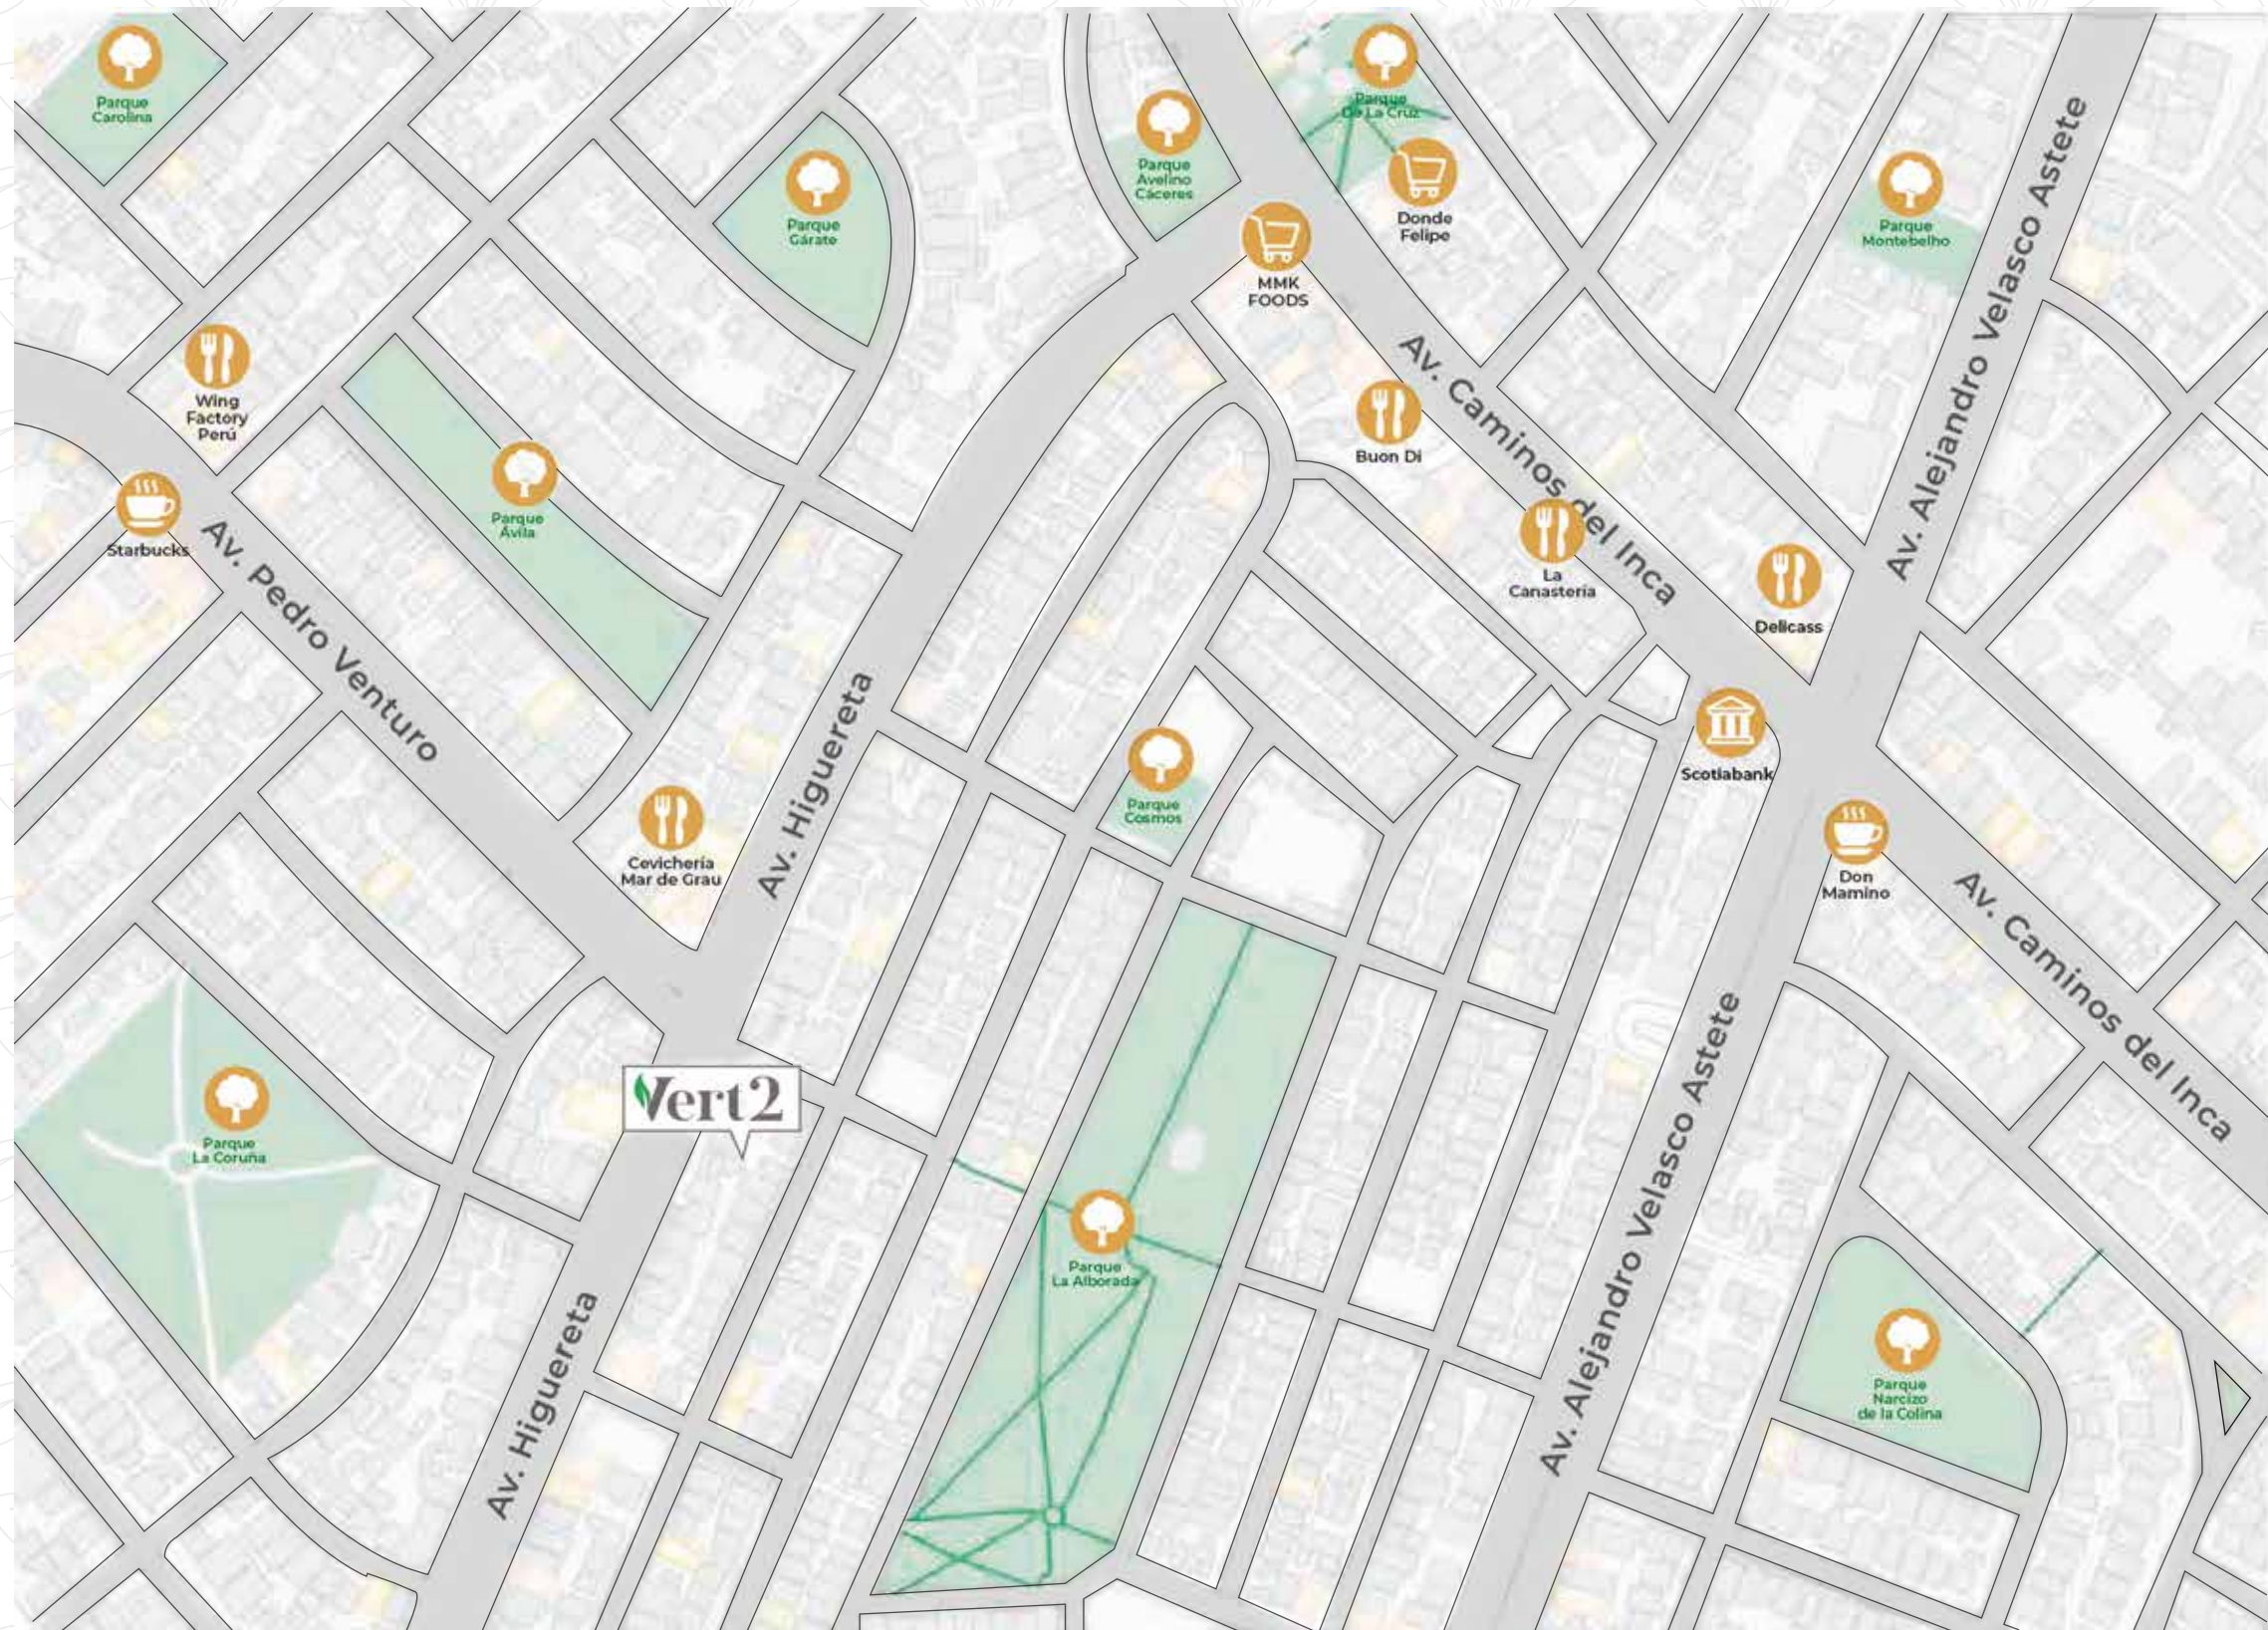 Parque
Carolina
Parque
De La Cruz
Parque
Avelino
Cáceres
Parque
Gárate
Donde
Felipe
Parque
Montebelho
MMK
FOODS
Av. Alejandro Velasco Astete
Wing
Factory
Perú
Av. Caminos del Inca
Buon Di
Parque
Ávila
Starbucks
La
Canastería
Delicass
Av. Pedro Venturo
Av. Higuereta
Scotiabank
Parque
Cosmos
Cevichería
Mar de Grau
Don
Mamino
Av. Caminos del Inca
Vert2
Parque
La Coruña
Av. Alejandro Velasco Astete
Parque
La Alborada
Av. Higuereta
Parque
Narcizo
de la Colina